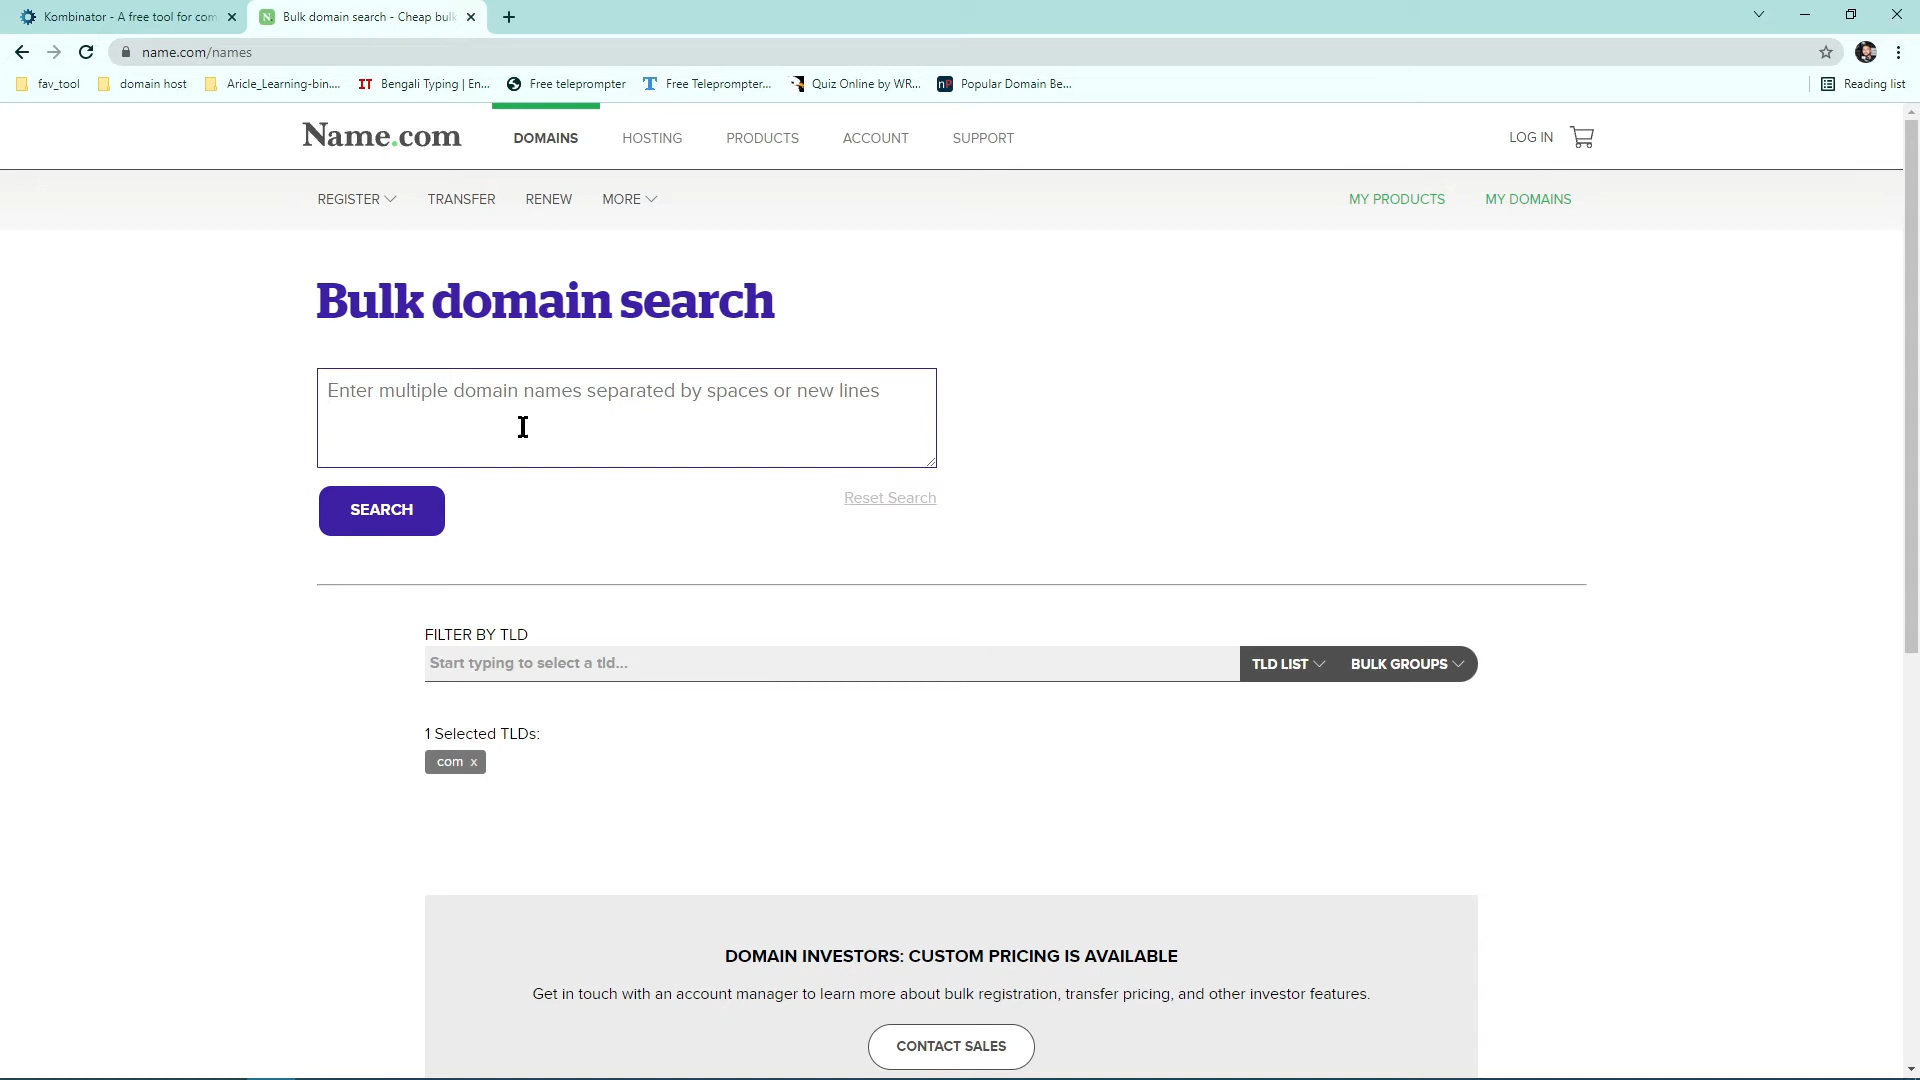 Kombinator - A free tool for com
Bulk domain search - Cheap bulk
name.com/names
fav_tool
domain host
Aricle_Learning-bin....
IT Bengali Typing | En...
Free teleprompter
T Free Teleprompter...
Quiz Online by WR...
nP Popular Domain Be...
Reading list
Name.com
DOMAINS
HOSTING
PRODUCTS
ACCOUNT
SUPPORT
LOG IN
REGISTER
TRANSFER
RENEW
MORE
MY PRODUCTS
MY DOMAINS
Bulk domain search
Enter multiple domain names separated by spaces or new lines
SEARCH
Reset Search
FILTER BY TLD
Start typing to select a tld...
TLD LIST
BULK GROUPS
1 Selected TLDs:
com x
DOMAIN INVESTORS: CUSTOM PRICING IS AVAILABLE
Get in touch with an account manager to learn more about bulk registration, transfer pricing, and other investor features.
CONTACT SALES